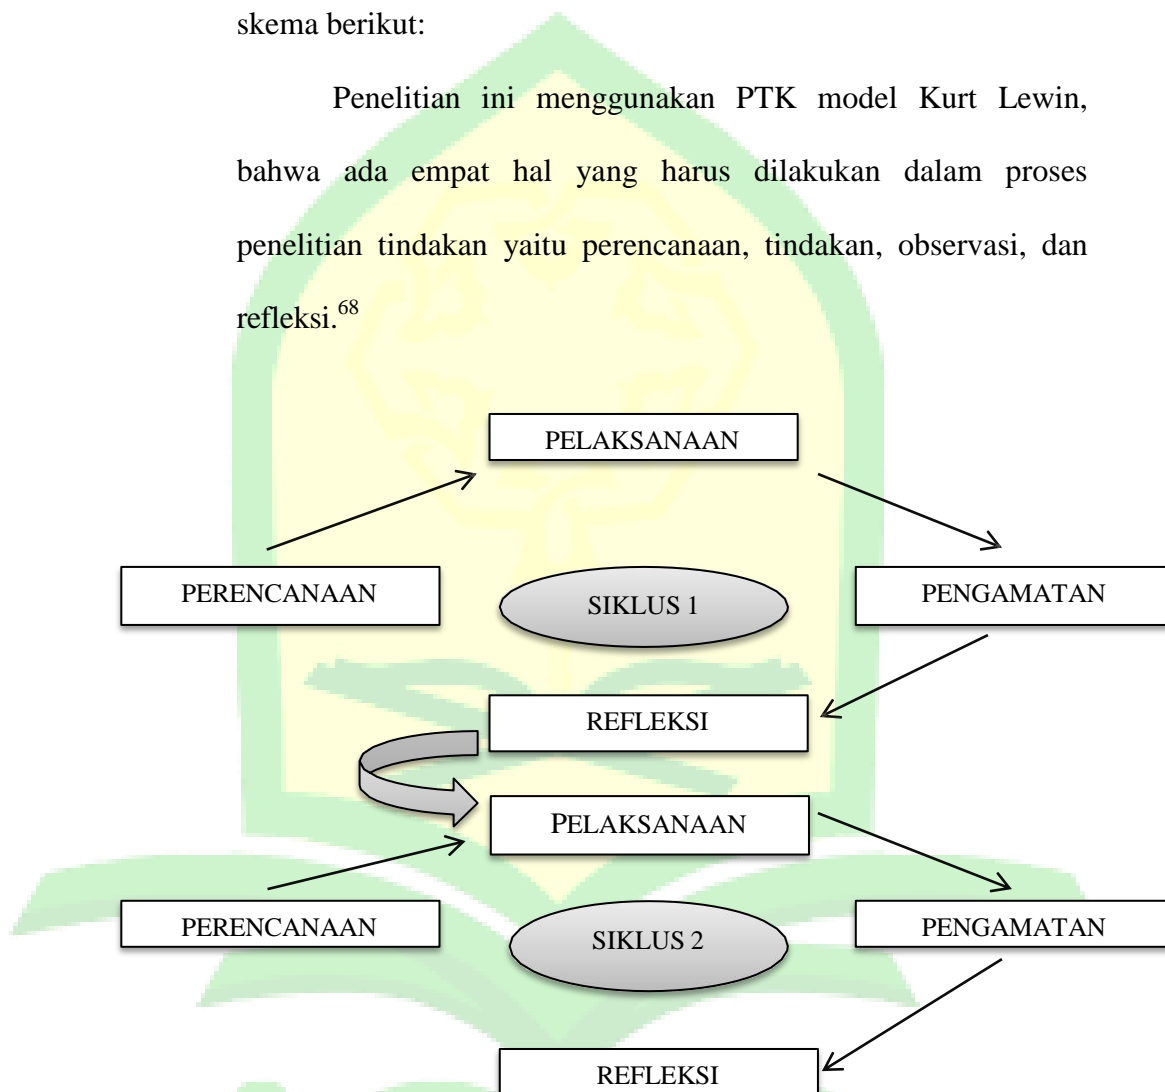 skema berikut:
Penelitian ini menggunakan PTK model Kurt Lewin,
bahwa ada empat hal yang harus dilakukan dalam proses
penelitian tindakan yaitu perencanaan, tindakan, observasi, dan
refleksi.68
PELAKSANAAN
PERENCANAAN
SIKLUS 1
PENGAMATAN
REFLEKSI
PELAKSANAAN
PERENCANAAN
SIKLUS 2
PENGAMATAN
REFLEKSI